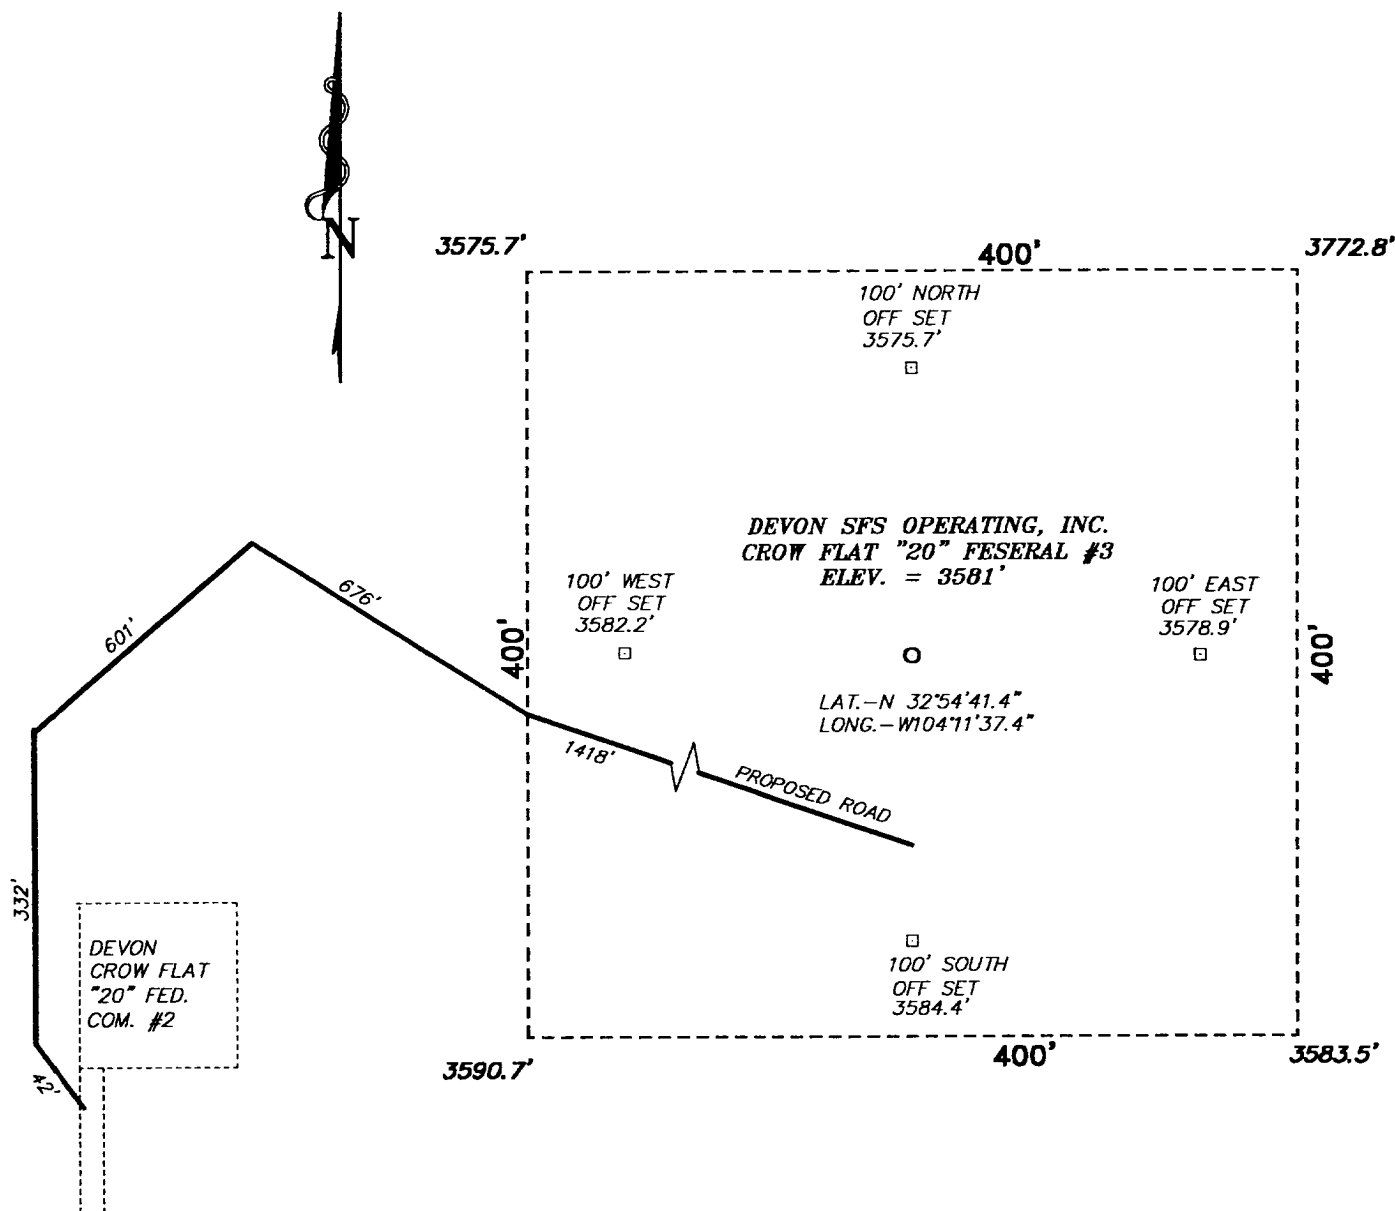 N
3575.7'
400'
3772.8'
100' NORTH
OFF SET
3575.7'
DEVON SFS OPERATING, INC.
CROW FLAT "20" FESERAL #3
ELEV. = 3581'
100' WEST
OFF SET
3582.2'
100' EAST
OFF SET
3578.9'
676'
601'
400'
400'
LAT.-N 32°54'41.4"
LONG.-W104°11'37.4"
1418'
PROPOSED ROAD
332'
DEVON
CROW FLAT
"20" FED.
COM. #2
100' SOUTH
OFF SET
3584.4'
3590.7'
400'
3583.5'